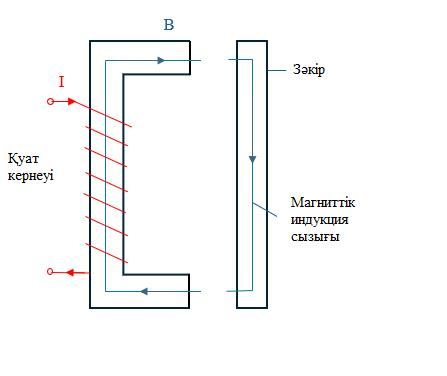 B
I
Зәкір
Қуат
кернеуі
Магниттік
индукция
сызығы